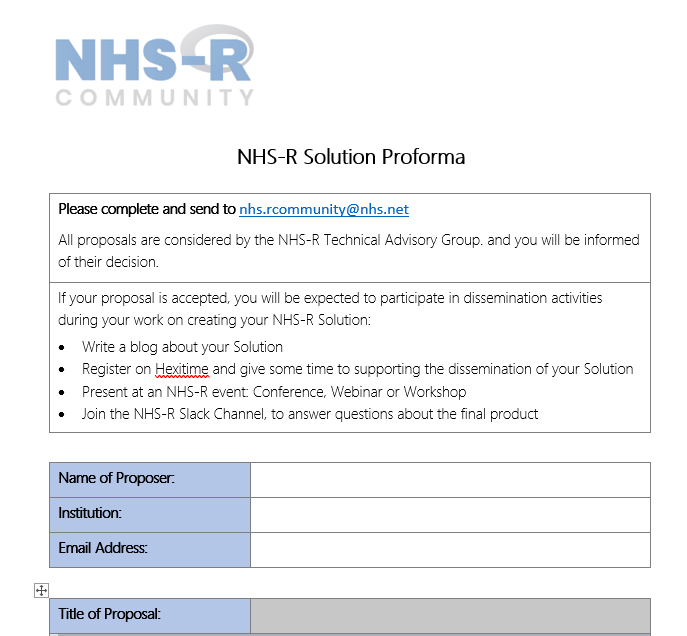 NHS-R
COMMUNITY
NHS-R Solution Proforma
Please complete and send to nhs.rcommunity@nhs.net
All proposals are considered by the NHS-R Technical Advisory Group. and you will be informed
of their decision.
If your proposal is accepted, you will be expected to participate in dissemination activities
during your work on creating your NHS-R Solution:
• Write a blog about your Solution
• Register on Hexitime and give some time to supporting the dissemination of your Solution
• Present at an NHS-R event: Conference, Webinar or Workshop
• Join the NHS-R Slack Channel, to answer questions about the final product
Name of Proposer:
Institution:
Email Address:
Title of Proposal: